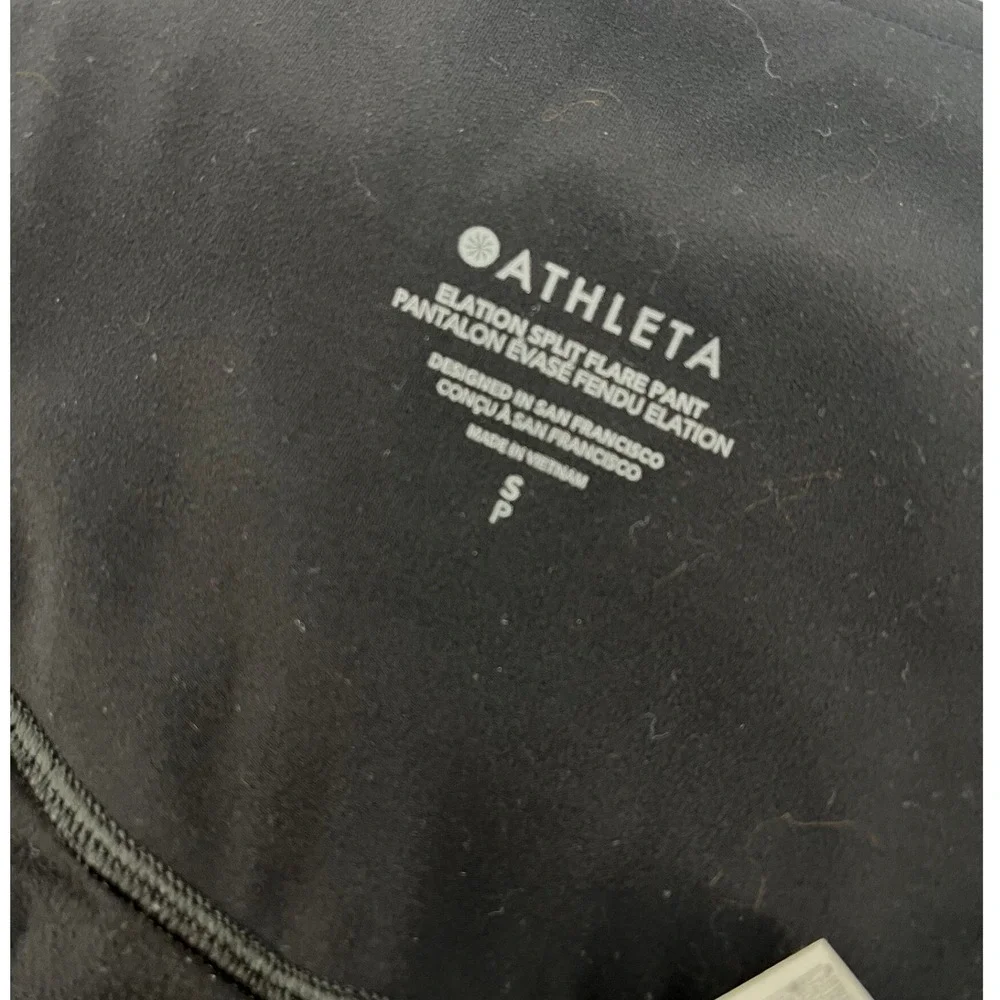 ATHLETA
ELATION SPLIT FLARE PANT
PANTALON ÉVASÉ FENDU ELATION
DESIGNED IN SAN FRANCISCO
CONÇU À SAN FRANCISCO
MADE IN VIETNAM
S
P